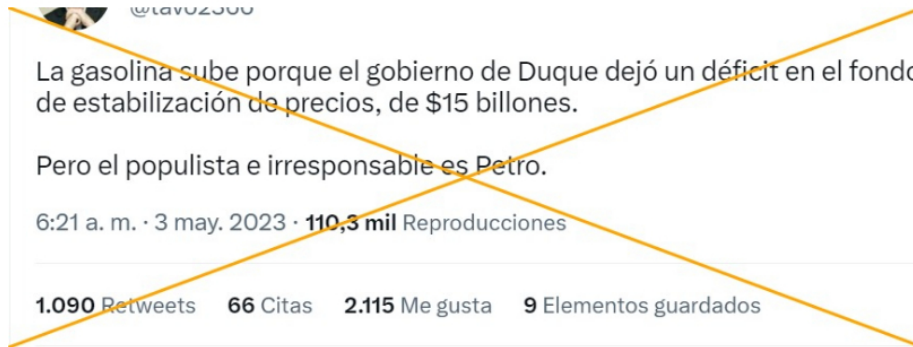 La gasolina sube porque el gobierno de Duque dejó un déficit en el fondo
de estabilización de precios, de $15 billones.
Pero el populista e irresponsable es Petro.
6:21 a. m. · 3 may. 2023 · 110,3 mil Reproducciones
1.090 Retweets 66 Citas 2.115 Me gusta 9 Elementos guardados